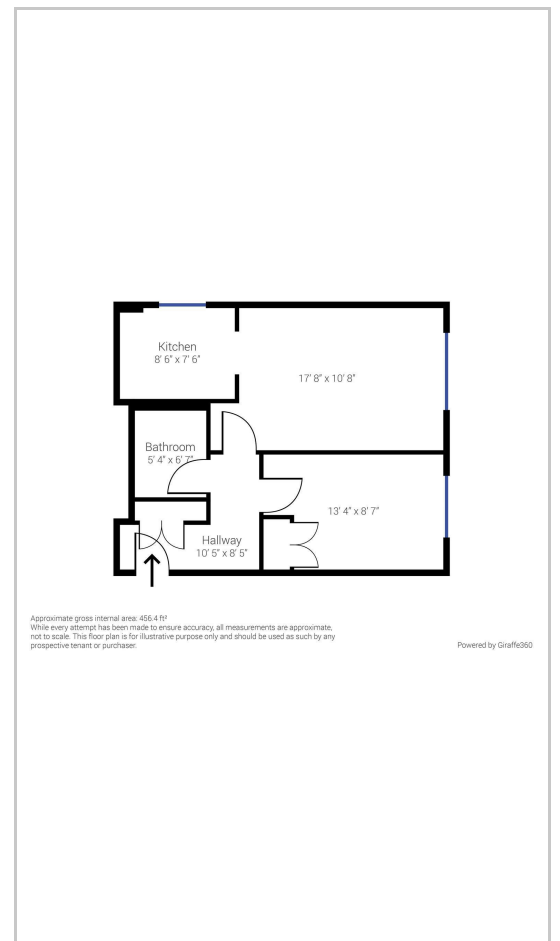 Kitchen
8' 6" x 7' 6"
17' 8" x 10' 8"
Bathroom
5' 4" x 6' 7"
13' 4" x 8' 7"
Hallway
10' 5" x 8' 5"
Approximate gross internal area: 456.4 ft²
While every attempt has been made to ensure accuracy, all measurements are approximate,
not to scale. This floor plan is for illustrative purpose only and should be used as such by any
prospective tenant or purchaser.
Powered by Giraffe360